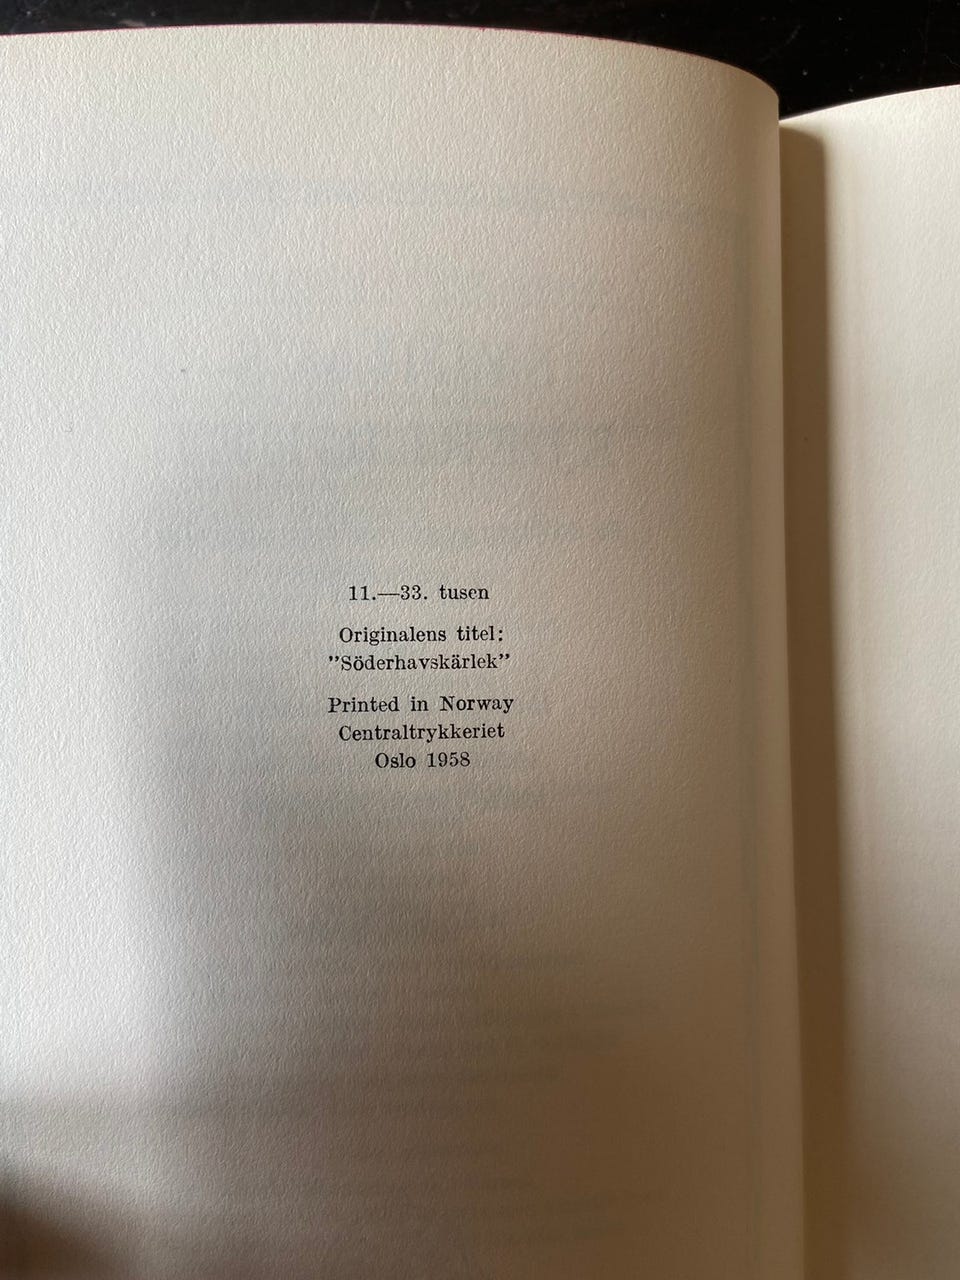 11.—33. tusen
Originalens titel:
”Söderhavskärlek”
Printed in Norway
Centraltrykkeriet
Oslo 1958